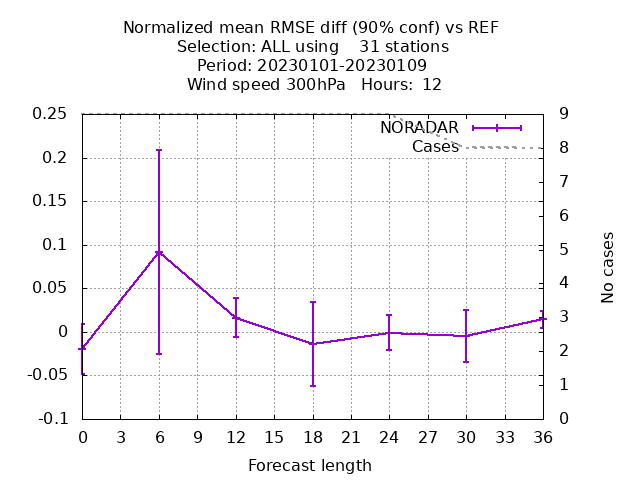 Normalized mean RMSE diff (90% conf) vs REF
Selection: ALL using    31 stations
Period: 20230101-20230109
Wind speed 300hPa   Hours:  12
NORADAR
Cases
0.25
0.2
0.15
0.1
0.05
0
-0.05
-0.1
9
8
7
6
5
4
3
2
1
0
No cases
0 3 6 9 12 15 18 21 24 27 30 33 36
Forecast length